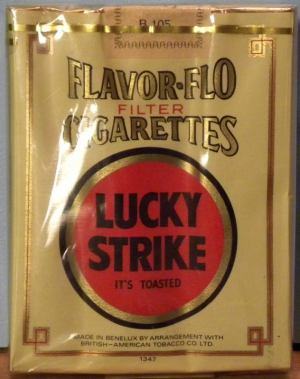 B 105
FLAVOR·FLO
FILTER
CIGARETTES
LUCKY
STRIKE
IT'S TOASTED
MADE IN BENELUX BY ARRANGEMENT WITH
BRITISH-AMERICAN TOBACCO CO LTD.
1347